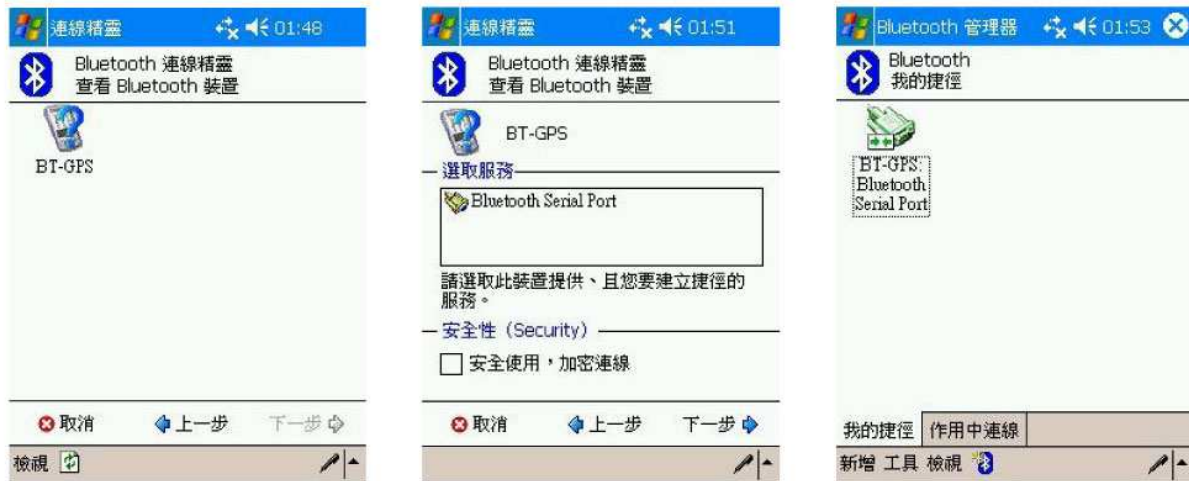 連線精靈 01:48
Bluetooth 連線精靈
查看 Bluetooth 裝置
BT-GPS
取消 上一步 下一步
檢視
連線精靈 01:51
Bluetooth 連線精靈
查看 Bluetooth 裝置
BT-GPS
選取服務
Bluetooth Serial Port
請選取此裝置提供、且您要建立捷徑的
服務。
安全性（Security）
安全使用，加密連線
取消 上一步 下一步
Bluetooth 管理器 01:53
Bluetooth
我的捷徑
BT-GPS:
Bluetooth
Serial Port
我的捷徑 作用中連線
新增 工具 檢視